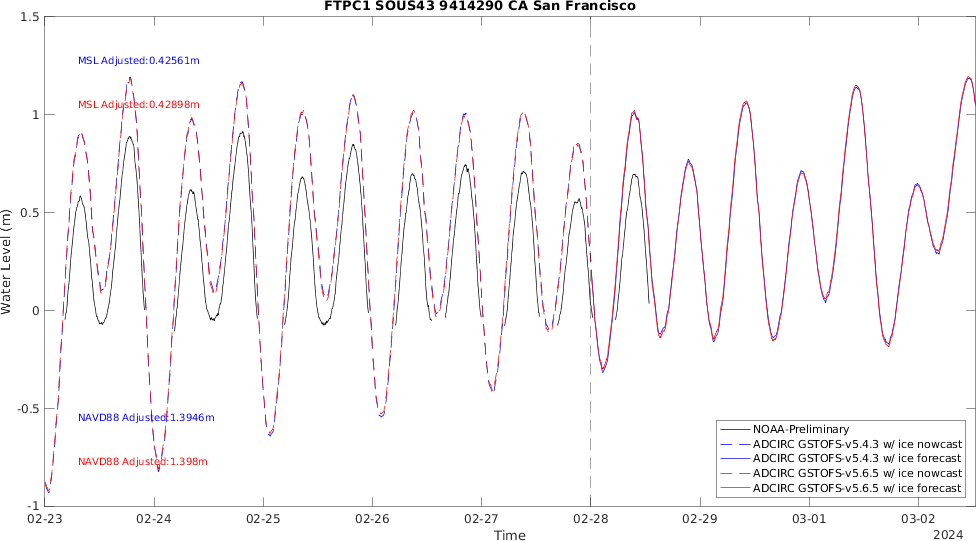 FTPC1 SOUS43 9414290 CA San Francisco
1.5
MSL Adjusted:0.42561m
MSL Adjusted:0.42898m
1
0.5
Water Level (m)
0
-0.5
NAVD88 Adjusted:1.3946m
NAVD88 Adjusted:1.398m
-1
NOAA-Preliminary
ADCIRC GSTOFS-v5.4.3 w/ ice nowcast
ADCIRC GSTOFS-v5.4.3 w/ ice forecast
ADCIRC GSTOFS-v5.6.5 w/ ice nowcast
ADCIRC GSTOFS-v5.6.5 w/ ice forecast
02-23 02-24 02-25 02-26 02-27 02-28 02-29 03-01 03-02
Time
2024